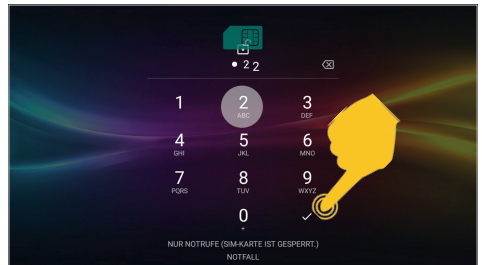 • 2 2
1 2 3
ABC DEF
4 5 6
GHI JKL MNO
7 8 9
PQRS TUV WXYZ
0
+
NUR NOTRUFE (SIM-KARTE IST GESPERRT.)
NOTFALL